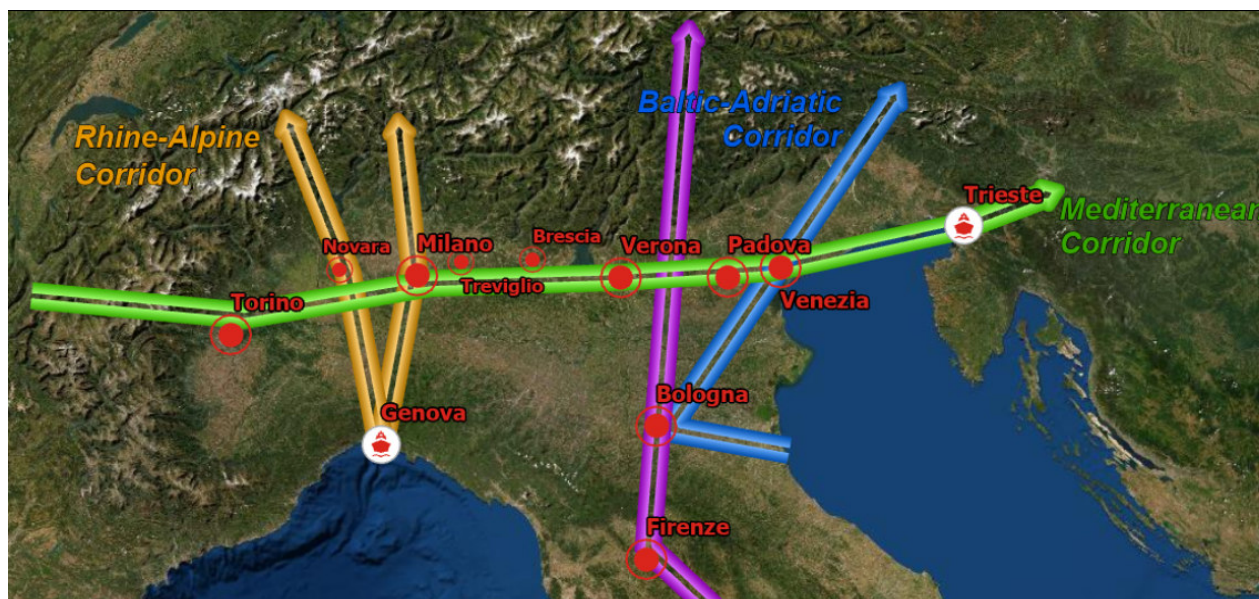 Baltic-Adriatic
Corridor
Rhine-Alpine
Corridor
Trieste
Mediterranean
Corridor
Novara
Milano
Brescia
Verona
Padova
Treviglio
Torino
Venezia
Genova
Bologna
Firenze